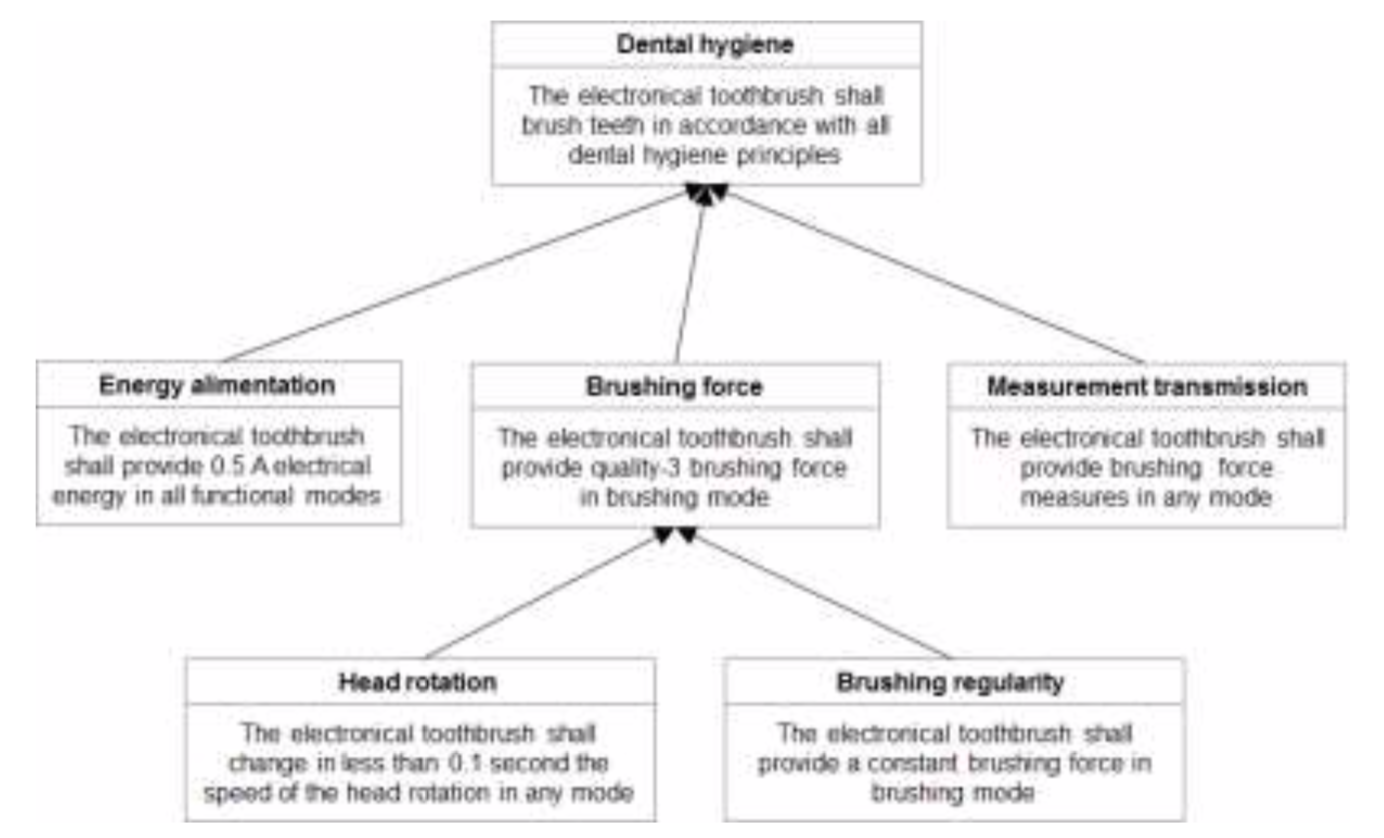 Dental hygiene
The electronical toothbrush shall
brush teeth in accordance with all
dental hygiene principles
Energy alimentation
The electronical toothbrush
shall provide 0.5 A electrical
energy in all functional modes
Brushing force
The electronical toothbrush shall
provide quality-3 brushing force
in brushing mode
Measurement transmission
The electronical toothbrush shall
provide brushing force
measures in any mode
Head rotation
The electronical toothbrush shall
change in less than 0.1 second the
speed of the head rotation in any mode
Brushing regularity
The electronical toothbrush shall
provide a constant brushing force in
brushing mode